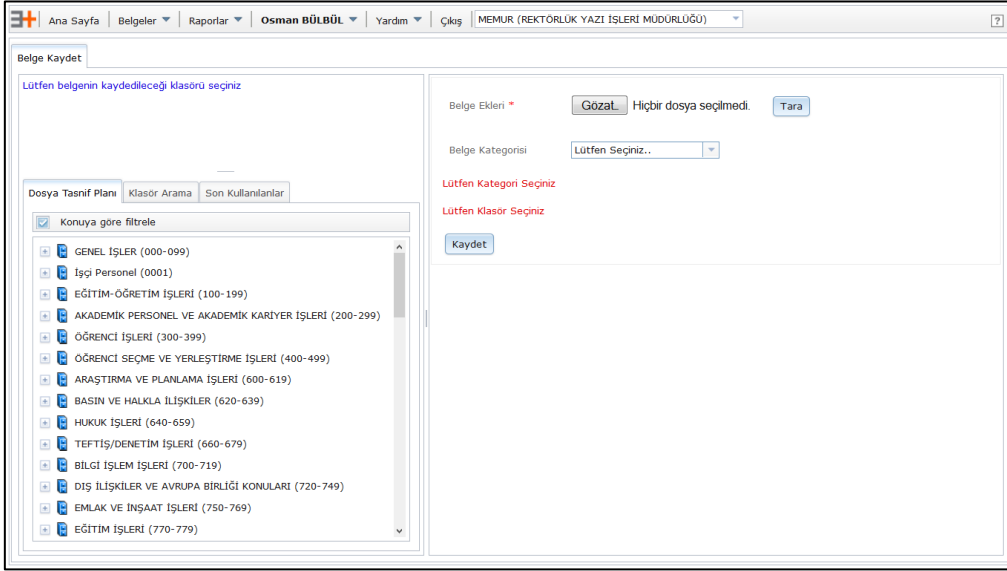 Ana Sayfa Belgeler Raporlar Osman BÜLBÜL Yardım Çıkış MEMUR (REKTÖRLÜK YAZI İŞLERİ MÜDÜRLÜĞÜ) ?
Belge Kaydet
Lütfen belgenin kaydedileceği klasörü seçiniz
Dosya Tasnif Planı Klasör Arama Son Kullanılanlar
Konuya göre filtrele
GENEL İŞLER (000-099)
İşçi Personel (0001)
EĞİTİM-ÖĞRETİM İŞLERİ (100-199)
AKADEMİK PERSONEL VE AKADEMİK KARİYER İŞLERİ (200-299)
ÖĞRENCİ İŞLERİ (300-399)
ÖĞRENCİ SEÇME VE YERLEŞTİRME İŞLERİ (400-499)
ARAŞTIRMA VE PLANLAMA İŞLERİ (600-619)
BASIN VE HALKLA İLİŞKİLER (620-639)
HUKUK İŞLERİ (640-659)
TEFTİŞ/DENETİM İŞLERİ (660-679)
BİLGİ İŞLEM İŞLERİ (700-719)
DIŞ İLİŞKİLER VE AVRUPA BİRLİĞİ KONULARI (720-749)
EMLAK VE İNŞAAT İŞLERİ (750-769)
EĞİTİM İŞLERİ (770-779)
Belge Ekleri * Gözat.. Hiçbir dosya seçilmedi. Tara
Belge Kategorisi Lütfen Seçiniz..
Lütfen Kategori Seçiniz
Lütfen Klasör Seçiniz
Kaydet